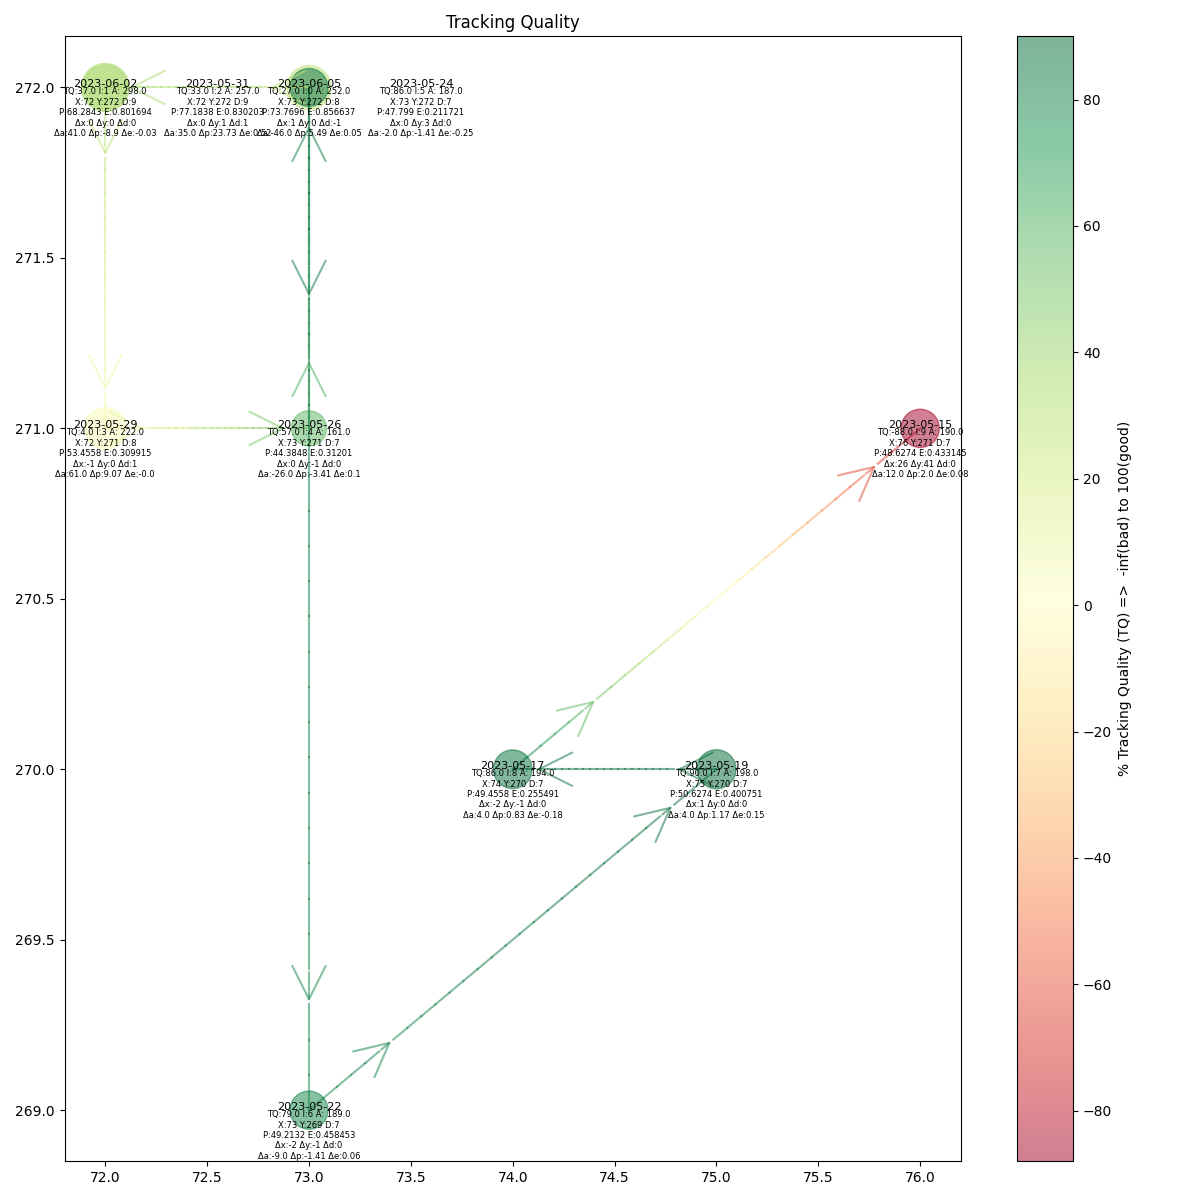 Tracking Quality
2023-06-02
TQ:37.0 I:1 A: 298.0
X:72 Y:272 D:9
P:68.2843 E:0.801694
Δx:0 Δy:0 Δd:0
Δa:41.0 Δp:-8.9 Δe:-0.03
2023-05-31
TQ:33.0 I:2 A: 257.0
X:72 Y:272 D:9
P:77.1838 E:0.830203
Δx:0 Δy:1 Δd:1
Δa:35.0 Δp:23.73 Δe:0.52
2023-06-05
TQ:27.0 I:0 A: 252.0
X:73 Y:272 D:8
P:73.7696 E:0.856637
Δx:1 Δy:0 Δd:-1
Δa:-46.0 Δp:5.49 Δe:0.05
2023-05-24
TQ:86.0 I:5 A: 187.0
X:73 Y:272 D:7
P:47.799 E:0.211721
Δx:0 Δy:3 Δd:0
Δa:-2.0 Δp:-1.41 Δe:-0.25
2023-05-29
TQ:4.0 I:3 A: 222.0
X:72 Y:271 D:8
P:53.4558 E:0.309915
Δx:-1 Δy:0 Δd:1
Δa:61.0 Δp:9.07 Δe:-0.0
2023-05-26
TQ:57.0 I:4 A: 161.0
X:73 Y:271 D:7
P:44.3848 E:0.31201
Δx:0 Δy:-1 Δd:0
Δa:-26.0 Δp:-3.41 Δe:0.1
2023-05-15
TQ:-88.0 I:9 A: 190.0
X:76 Y:271 D:7
P:48.6274 E:0.433145
Δx:26 Δy:41 Δd:0
Δa:12.0 Δp:2.0 Δe:0.08
2023-05-17
TQ:86.0 I:8 A: 194.0
X:74 Y:270 D:7
P:49.4558 E:0.255491
Δx:-2 Δy:-1 Δd:0
Δa:4.0 Δp:0.83 Δe:-0.18
2023-05-19
TQ:90.0 I:7 A: 198.0
X:75 Y:270 D:7
P:50.6274 E:0.400751
Δx:1 Δy:0 Δd:0
Δa:4.0 Δp:1.17 Δe:0.15
2023-05-22
TQ:79.0 I:6 A: 189.0
X:73 Y:269 D:7
P:49.2132 E:0.458453
Δx:-2 Δy:-1 Δd:0
Δa:-9.0 Δp:-1.41 Δe:0.06
272.0
271.5
271.0
270.5
270.0
269.5
269.0
72.0
72.5
73.0
73.5
74.0
74.5
75.0
75.5
76.0
80
60
40
20
0
−20
−40
−60
−80
% Tracking Quality (TQ) => -inf(bad) to 100(good)